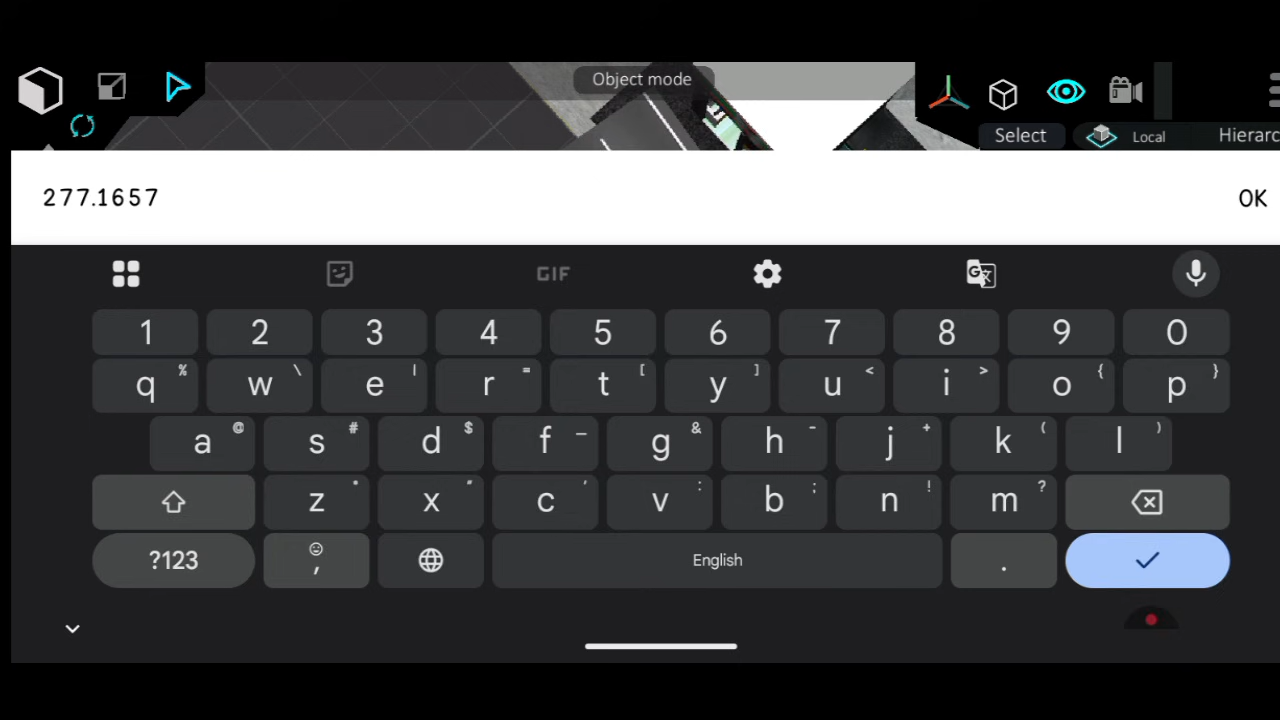 Object mode
Select Local Hierarc
277.1657 OK
GIF
1 2 3 4 5 6 7 8 9 0
q % w \ e | r = t [ y ] u < i > o { p }
a @ s # d $ f _ g & h - j + k ( l )
z * x " c ' v : b ; n ! m ?
?123 , English .